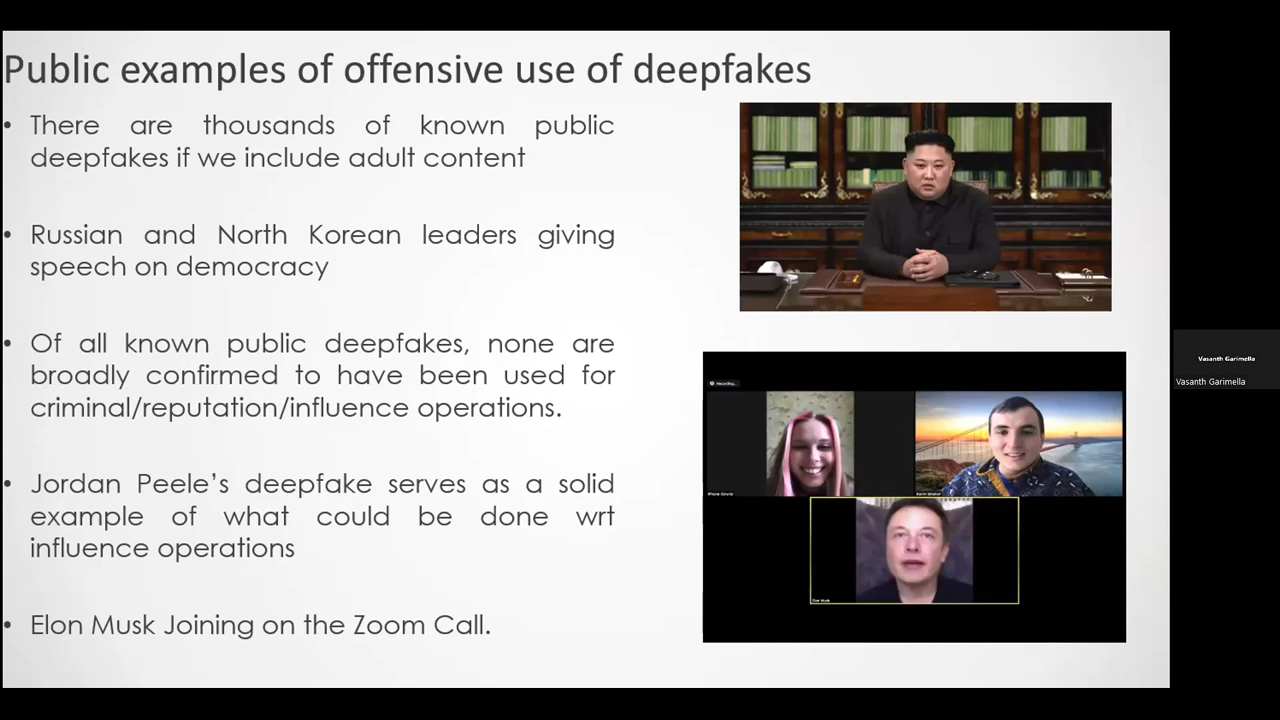 Public examples of offensive use of deepfakes
• There are thousands of known public
deepfakes if we include adult content
• Russian and North Korean leaders giving
speech on democracy
• Of all known public deepfakes, none are
broadly confirmed to have been used for
criminal/reputation/influence operations.
• Jordan Peele’s deepfake serves as a solid
example of what could be done wrt
influence operations
• Elon Musk Joining on the Zoom Call.
Recording...
Elon Musk
Vasanth Garimella
Vasanth Garimella